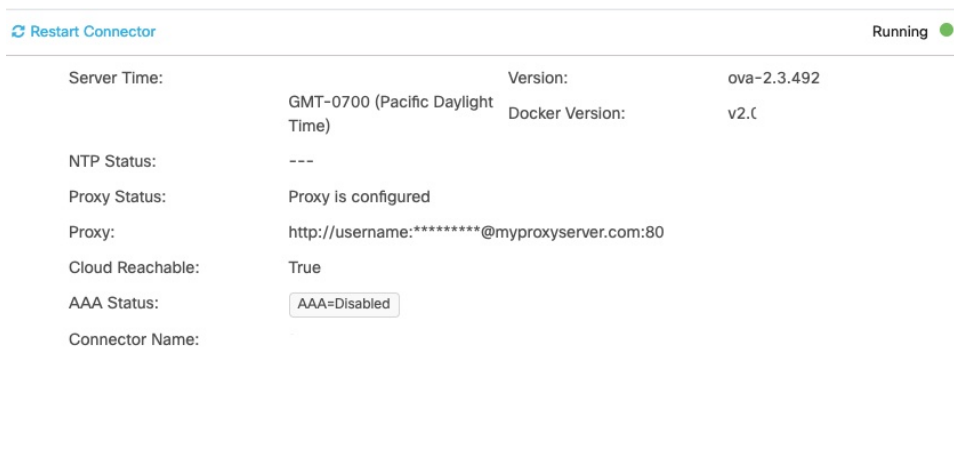 Restart Connector
Running
Server Time:
GMT-0700 (Pacific Daylight
Time)
Version:
ova-2.3.492
Docker Version:
NTP Status:
---
Proxy Status:
Proxy is configured
Proxy:
http://username:*********@myproxyserver.com:80
Cloud Reachable:
True
AAA Status:
AAA=Disabled
Connector Name: